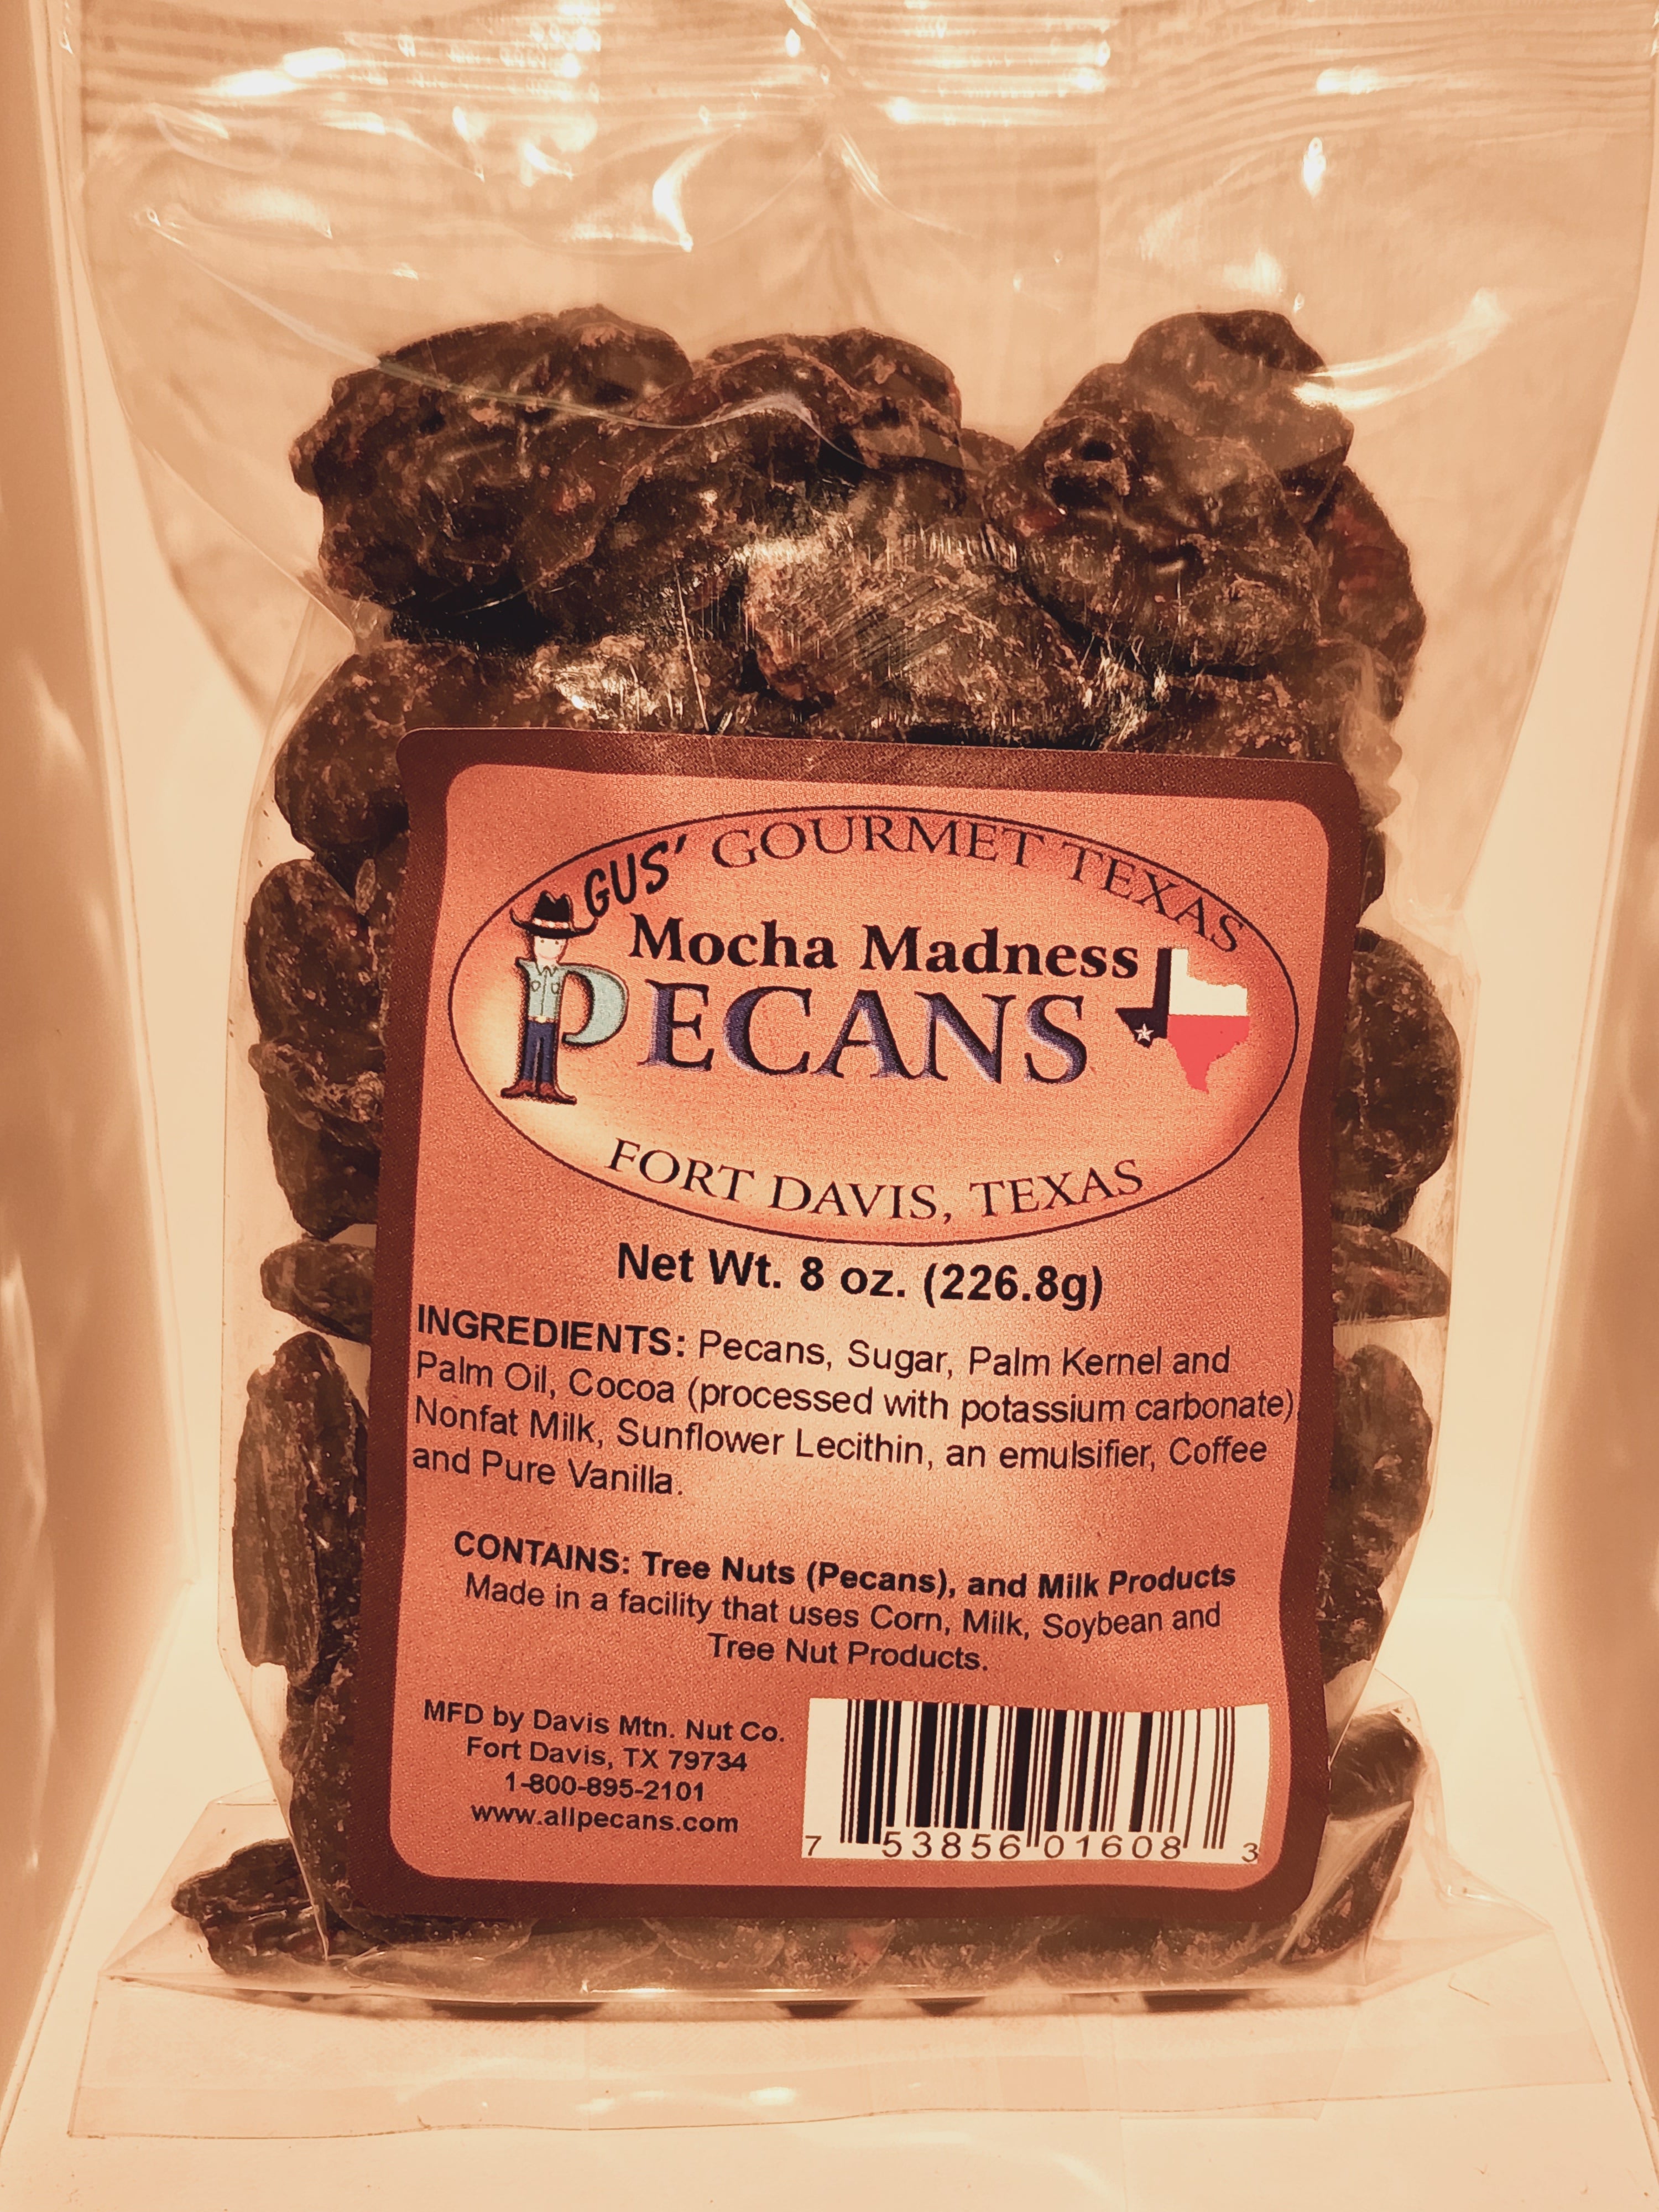 GUS' GOURMET TEXAS
Mocha Madness
PECANS
FORT DAVIS, TEXAS
Net Wt. 8 oz. (226.8g)
INGREDIENTS: Pecans, Sugar, Palm Kernel and
Palm Oil, Cocoa (processed with potassium carbonate)
Nonfat Milk, Sunflower Lecithin, an emulsifier, Coffee
and Pure Vanilla.
CONTAINS: Tree Nuts (Pecans), and Milk Products
Made in a facility that uses Corn, Milk, Soybean and
Tree Nut Products.
MFD by Davis Mtn. Nut Co.
Fort Davis, TX 79734
1-800-895-2101
www.allpecans.com
7 53856 01608 3